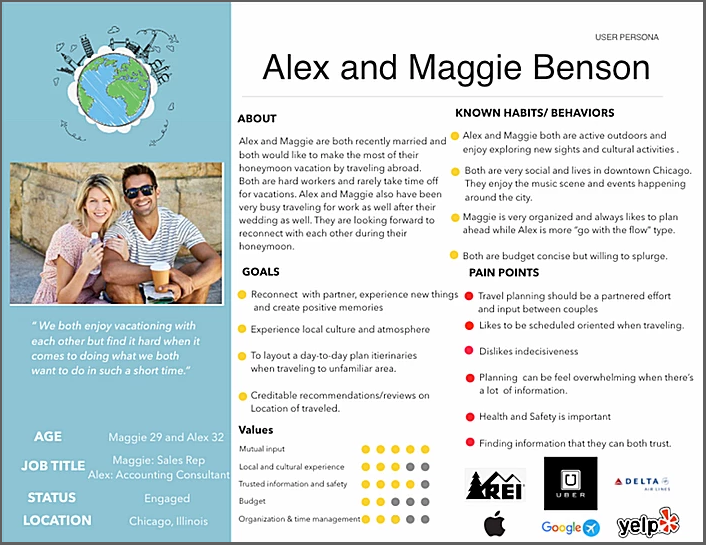 USER PERSONA
Alex and Maggie Benson
ABOUT
Alex and Maggie are both recently married and
both would like to make the most of their
honeymoon vacation by traveling abroad.
Both are hard workers and rarely take time off
for vacations. Alex and Maggie also have been
very busy traveling for work as well after their
wedding as well. They are looking forward to
reconnect with each other during their
honeymoon.
KNOWN HABITS/ BEHAVIORS
Alex and Maggie both are active outdoors and
enjoy exploring new sights and cultural activities .
Both are very social and lives in downtown Chicago.
They enjoy the music scene and events happening
around the city.
Maggie is very organized and always likes to plan
ahead while Alex is more “go with the flow” type.
Both are budget concise but willing to splurge.
GOALS
Reconnect with partner, experience new things
and create positive memories
Experience local culture and atmosphere
To layout a day-to-day plan itierinaries
when traveling to unfamiliar area.
Creditable recommendations/reviews on
Location of traveled.
PAIN POINTS
Travel planning should be a partnered effort
and input between couples
Likes to be scheduled oriented when traveling.
Dislikes indecisiveness
Planning can be feel overwhelming when there’s
a lot of information.
Health and Safety is important
Finding information that they can both trust.
“ We both enjoy vacationing with
each other but find it hard when it
comes to doing what we both
want to do in such a short time.”
AGE Maggie 29 and Alex 32
JOB TITLE Maggie: Sales Rep
Alex: Accounting Consultant
STATUS Engaged
LOCATION Chicago, Illinois
Values
Mutual input
Local and cultural experience
Trusted information and safety
Budget
Organization & time management
REI
U
UBER
DELTA
AIR LINES
Google
yelp